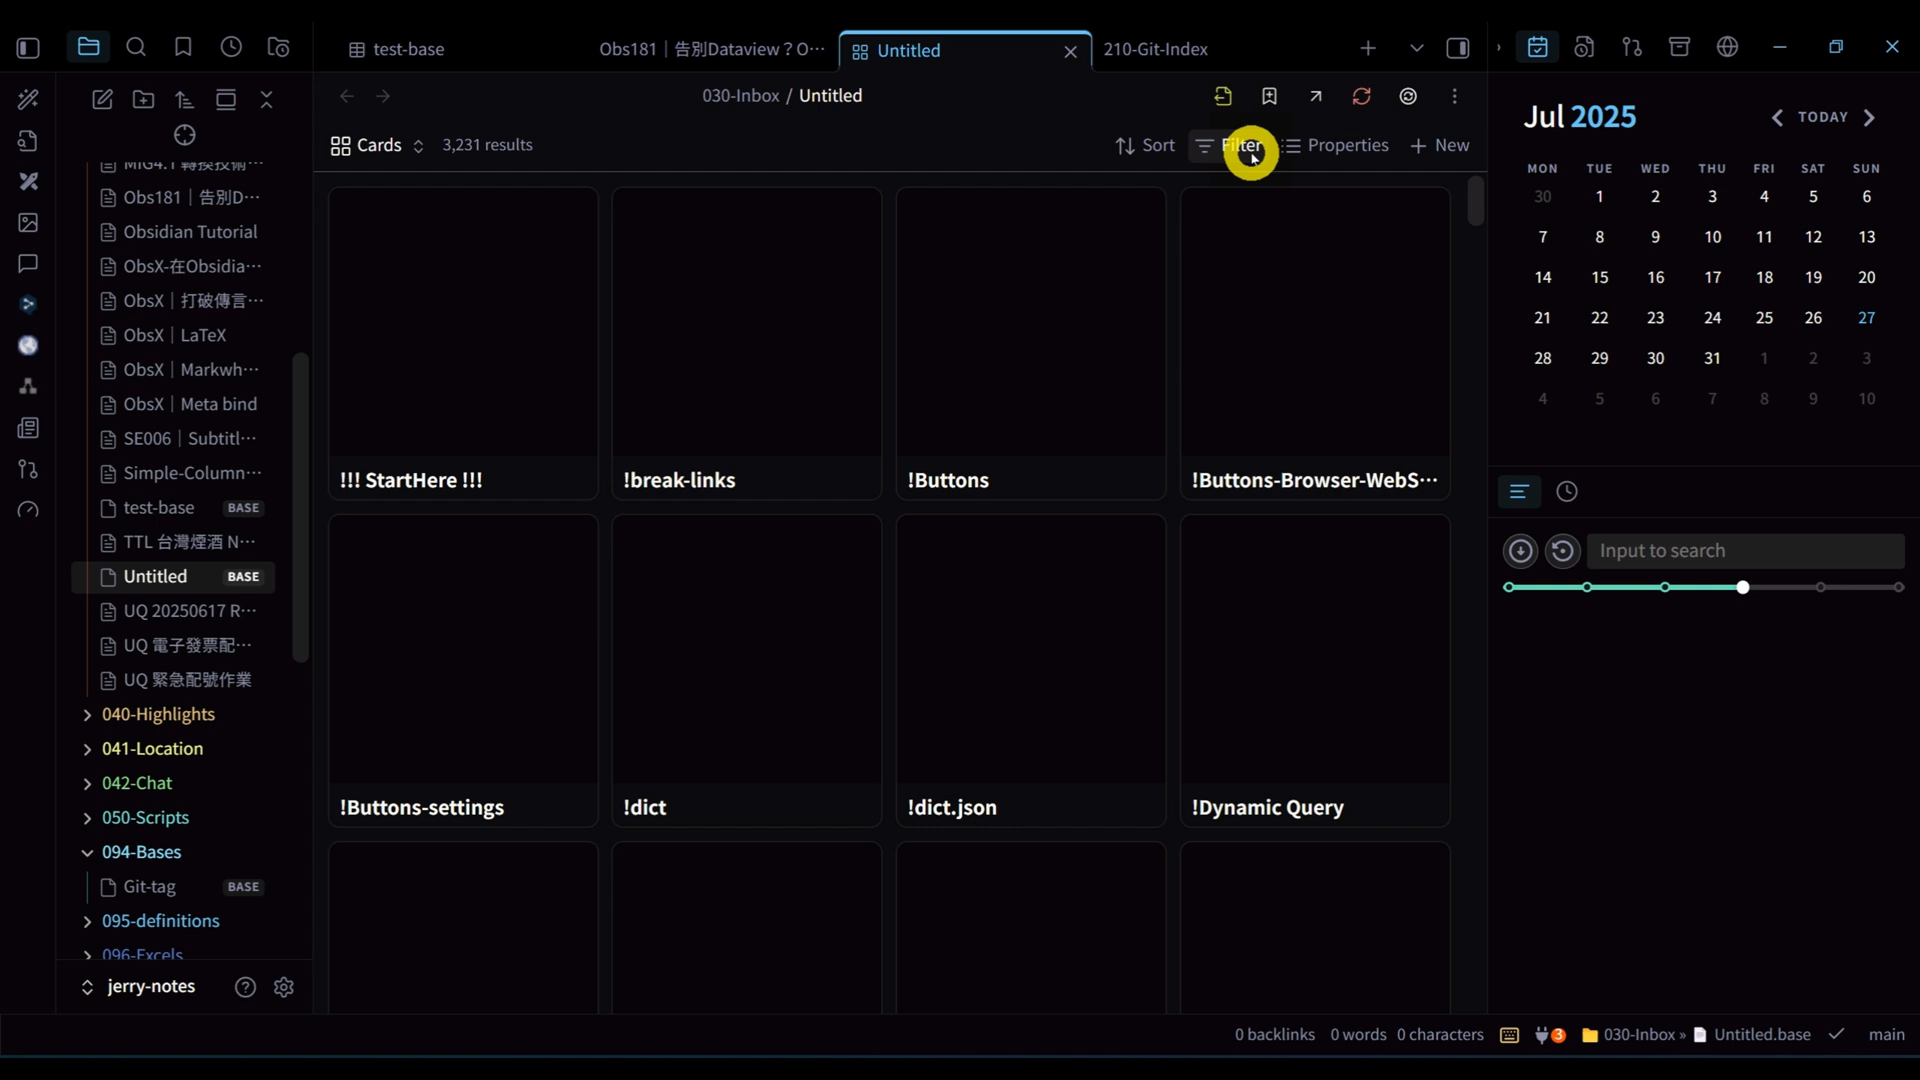 test-base
Obs181｜告別Dataview？O…
Untitled
210-Git-Index
030-Inbox / Untitled
Cards
3,231 results
Sort
Filter
Properties
New
Obs181｜告別D…
Obsidian Tutorial
ObsX-在Obsidia…
ObsX｜打破傳言…
ObsX｜LaTeX
ObsX｜Markwh…
ObsX｜Meta bind
SE006｜Subtitl…
Simple-Column…
test-base BASE
TTL 台灣煙酒 N…
Untitled BASE
UQ 20250617 R…
UQ 電子發票配…
UQ 緊急配號作業
040-Highlights
041-Location
042-Chat
050-Scripts
094-Bases
Git-tag BASE
095-definitions
096-Excels
jerry-notes
!!! StartHere !!!
!break-links
!Buttons
!Buttons-Browser-WebS…
!Buttons-settings
!dict
!dict.json
!Dynamic Query
Jul 2025
TODAY
MON TUE WED THU FRI SAT SUN
30 1 2 3 4 5 6
7 8 9 10 11 12 13
14 15 16 17 18 19 20
21 22 23 24 25 26 27
28 29 30 31 1 2 3
4 5 6 7 8 9 10
Input to search
0 backlinks 0 words 0 characters 3 030-Inbox » Untitled.base main